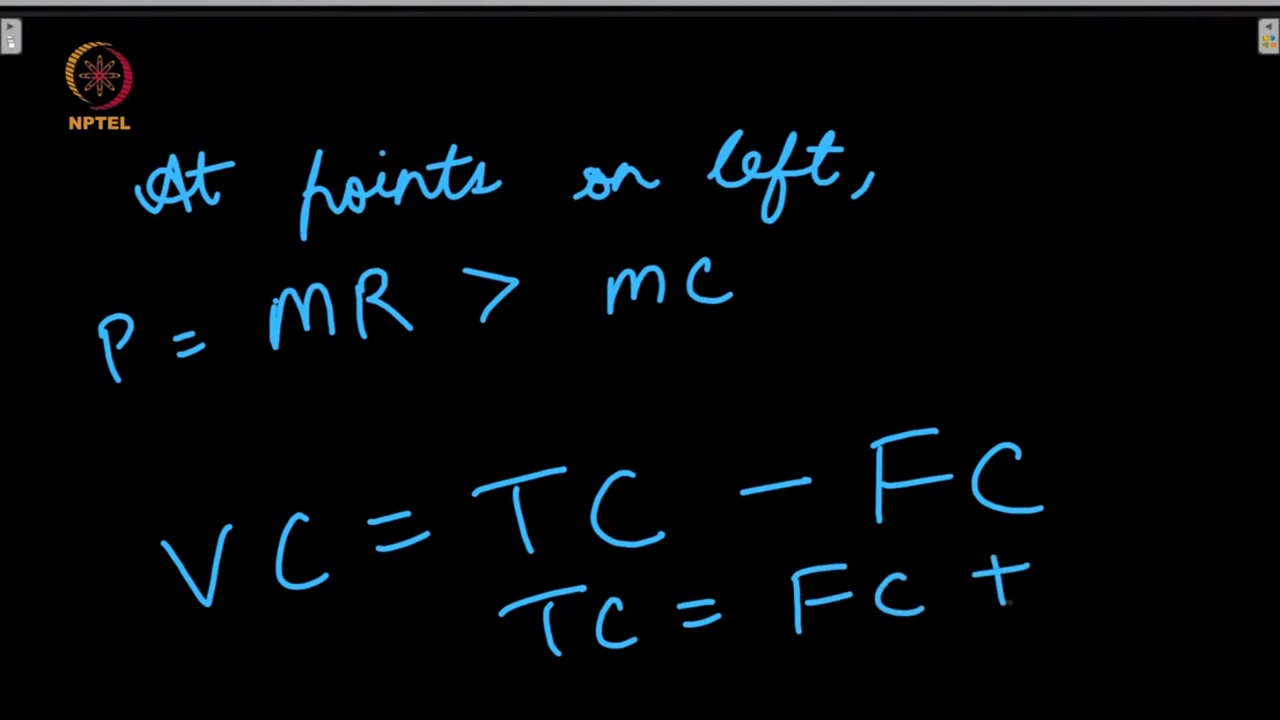 NPTEL
At points on left,
P = MR > MC
VC = TC - FC
TC = FC +